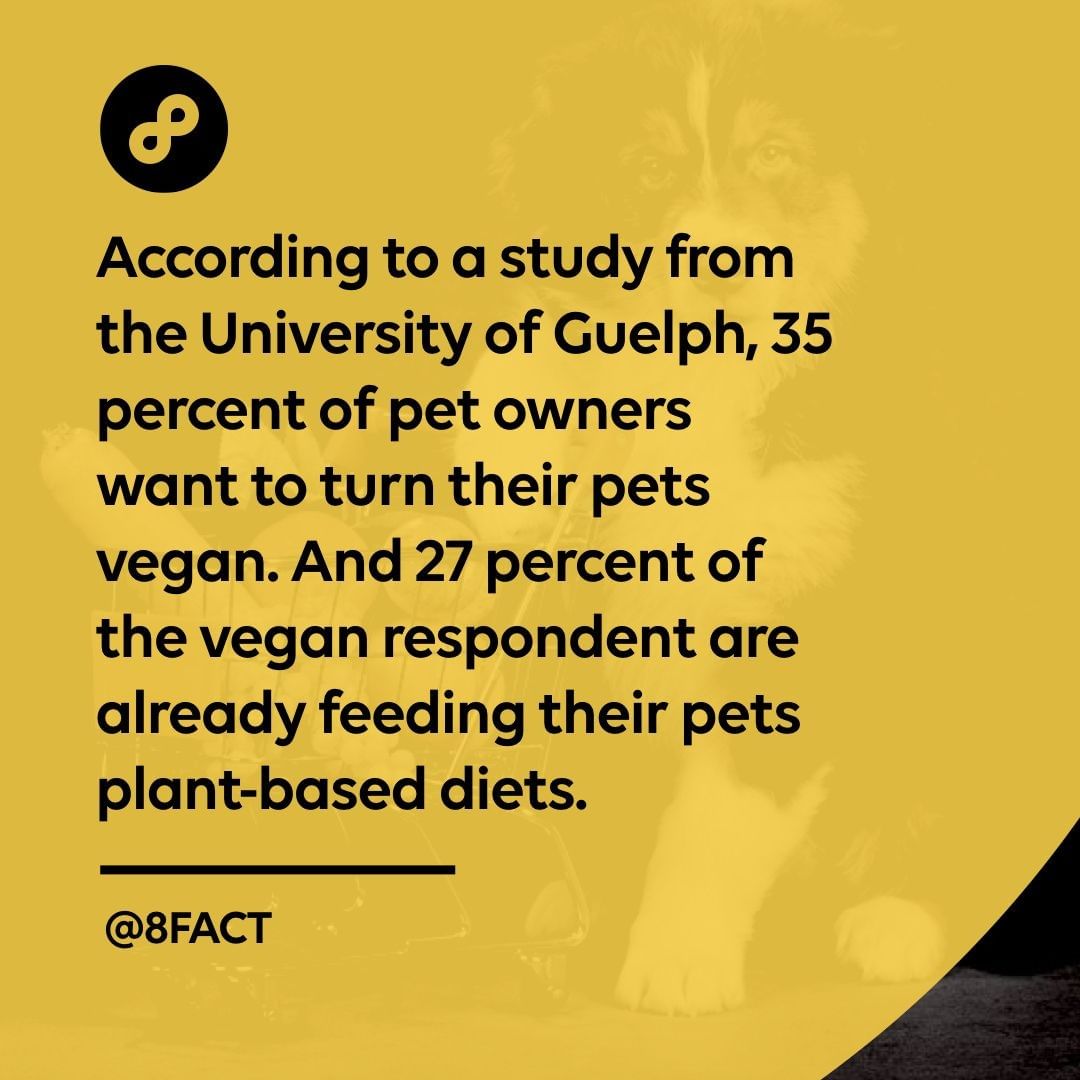 According to a study from
the University of Guelph, 35
percent of pet owners
want to turn their pets
vegan. And 27 percent of
the vegan respondent are
already feeding their pets
plant-based diets.
@8FACT